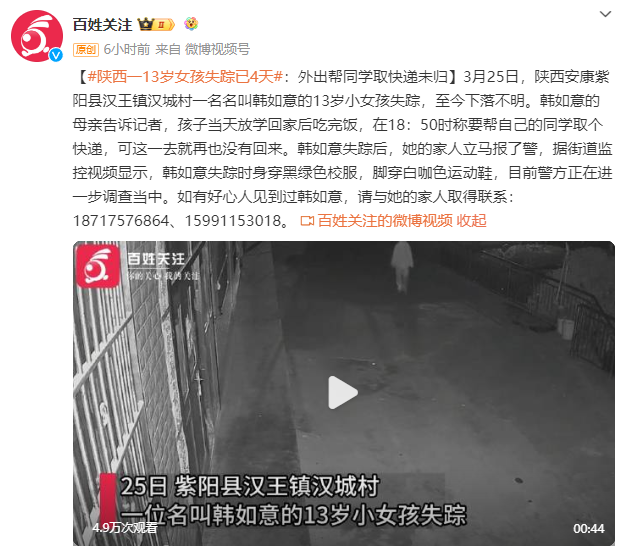 百姓关注
原创 6小时前 来自 微博视频号
【#陕西一13岁女孩失踪已4天#：外出帮同学取快递未归】3月25日，陕西安康紫
阳县汉王镇汉城村一名名叫韩如意的13岁小女孩失踪，至今下落不明。韩如意的
母亲告诉记者，孩子当天放学回家后吃完饭，在18：50时称要帮自己的同学取个
快递，可这一去就再也没有回来。韩如意失踪后，她的家人立马报了警，据街道监
控视频显示，韩如意失踪时身穿黑绿色校服，脚穿白咖色运动鞋，目前警方正在进
一步调查当中。如有好心人见到过韩如意，请与她的家人取得联系：
18717576864、15991153018。 百姓关注的微博视频 收起
百姓关注
你的关心 我的关注
25日 紫阳县汉王镇汉城村
一位名叫韩如意的13岁小女孩失踪
4.9万次观看
00:44